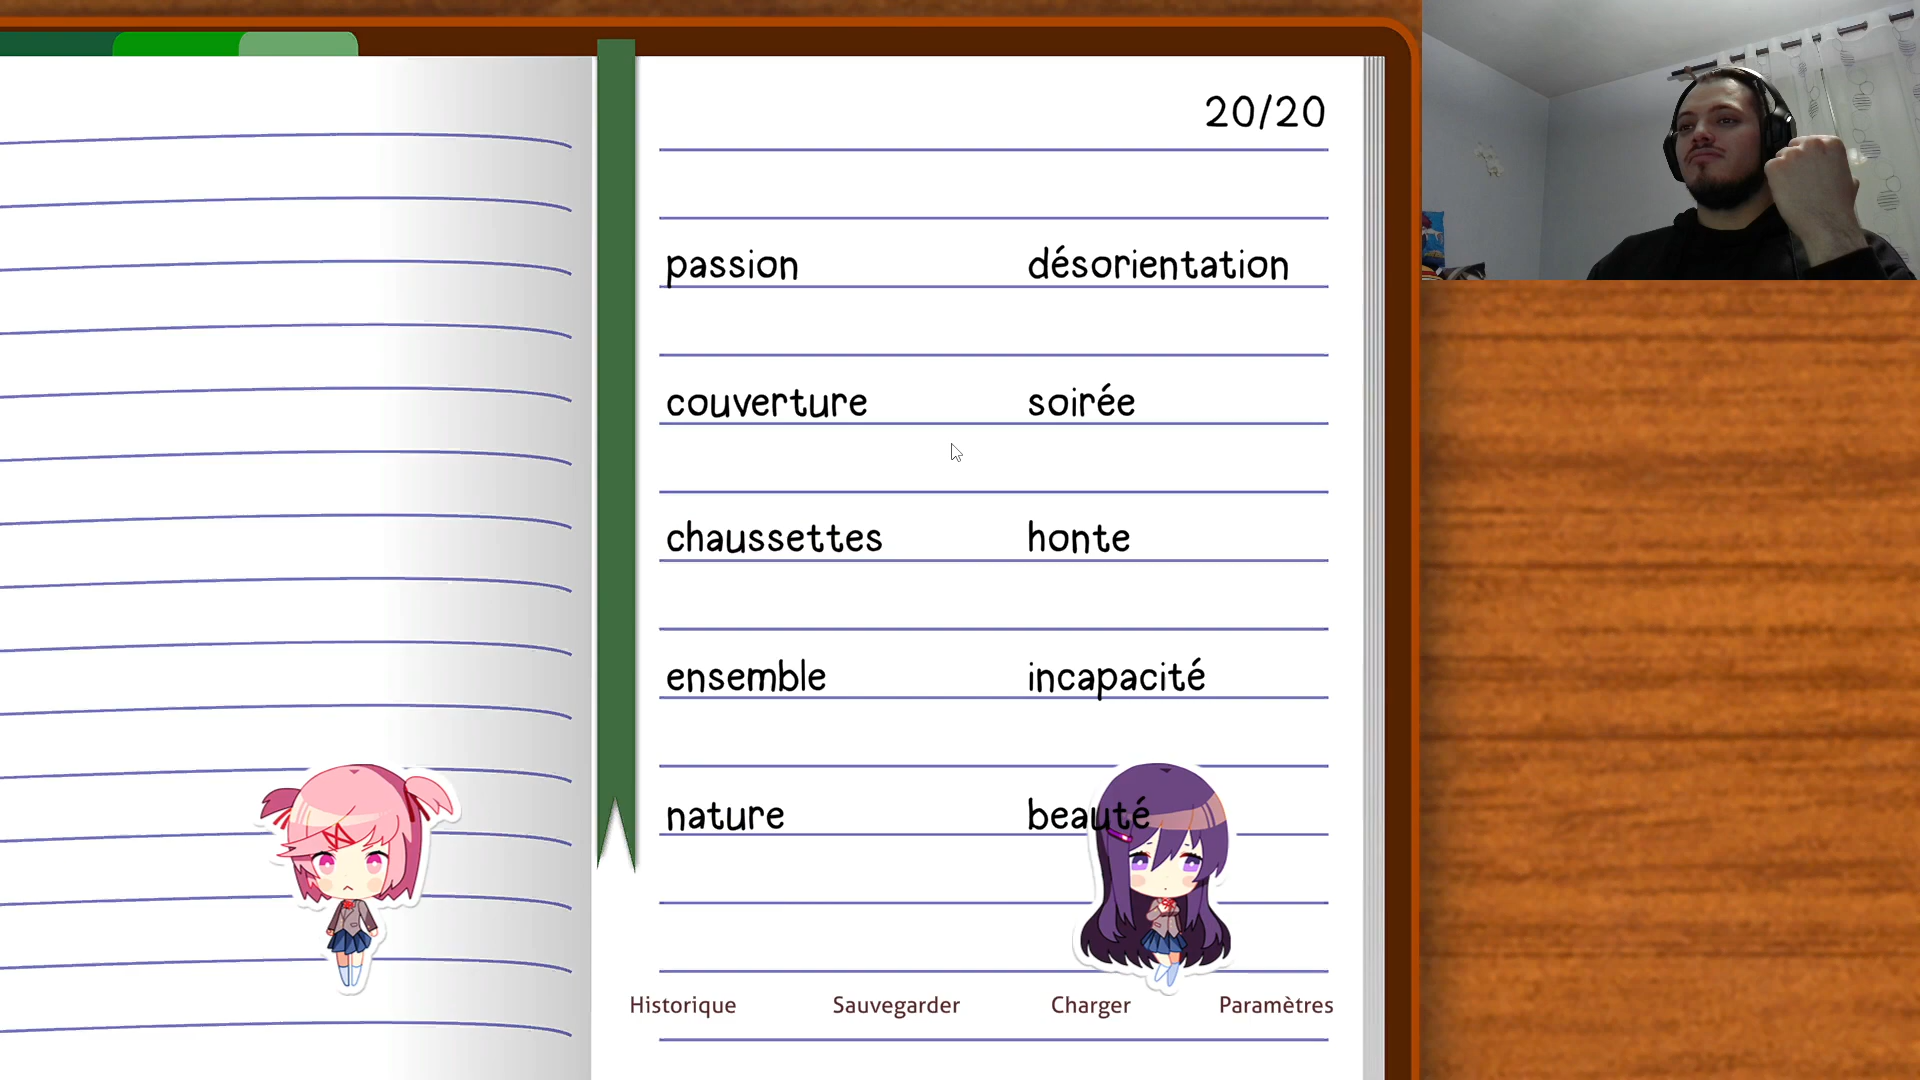 20/20
passion désorientation
couverture soirée
chaussettes honte
ensemble incapacité
nature beauté
Historique Sauvegarder Charger Paramètres